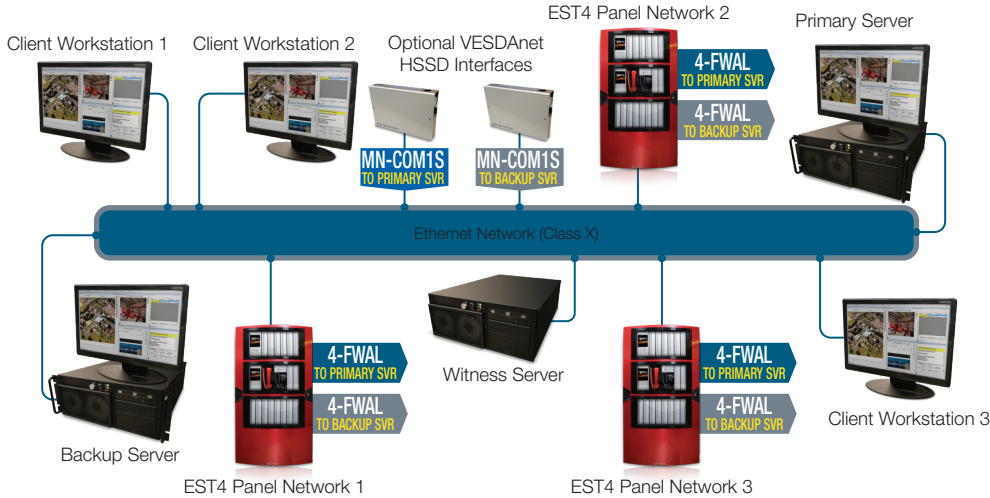 EST4 Panel Network 2
Primary Server
Client Workstation 1
Client Workstation 2
Optional VESDAnet
HSSD Interfaces
4-FWAL
TO PRIMARY SVR
4-FWAL
TO BACKUP SVR
MN-COM1S
TO PRIMARY SVR
MN-COM1S
TO BACKUP SVR
Ethernet Network (Class X)
4-FWAL
TO PRIMARY SVR
4-FWAL
TO BACKUP SVR
Witness Server
4-FWAL
TO PRIMARY SVR
4-FWAL
TO BACKUP SVR
Client Workstation 3
Backup Server
EST4 Panel Network 1
EST4 Panel Network 3